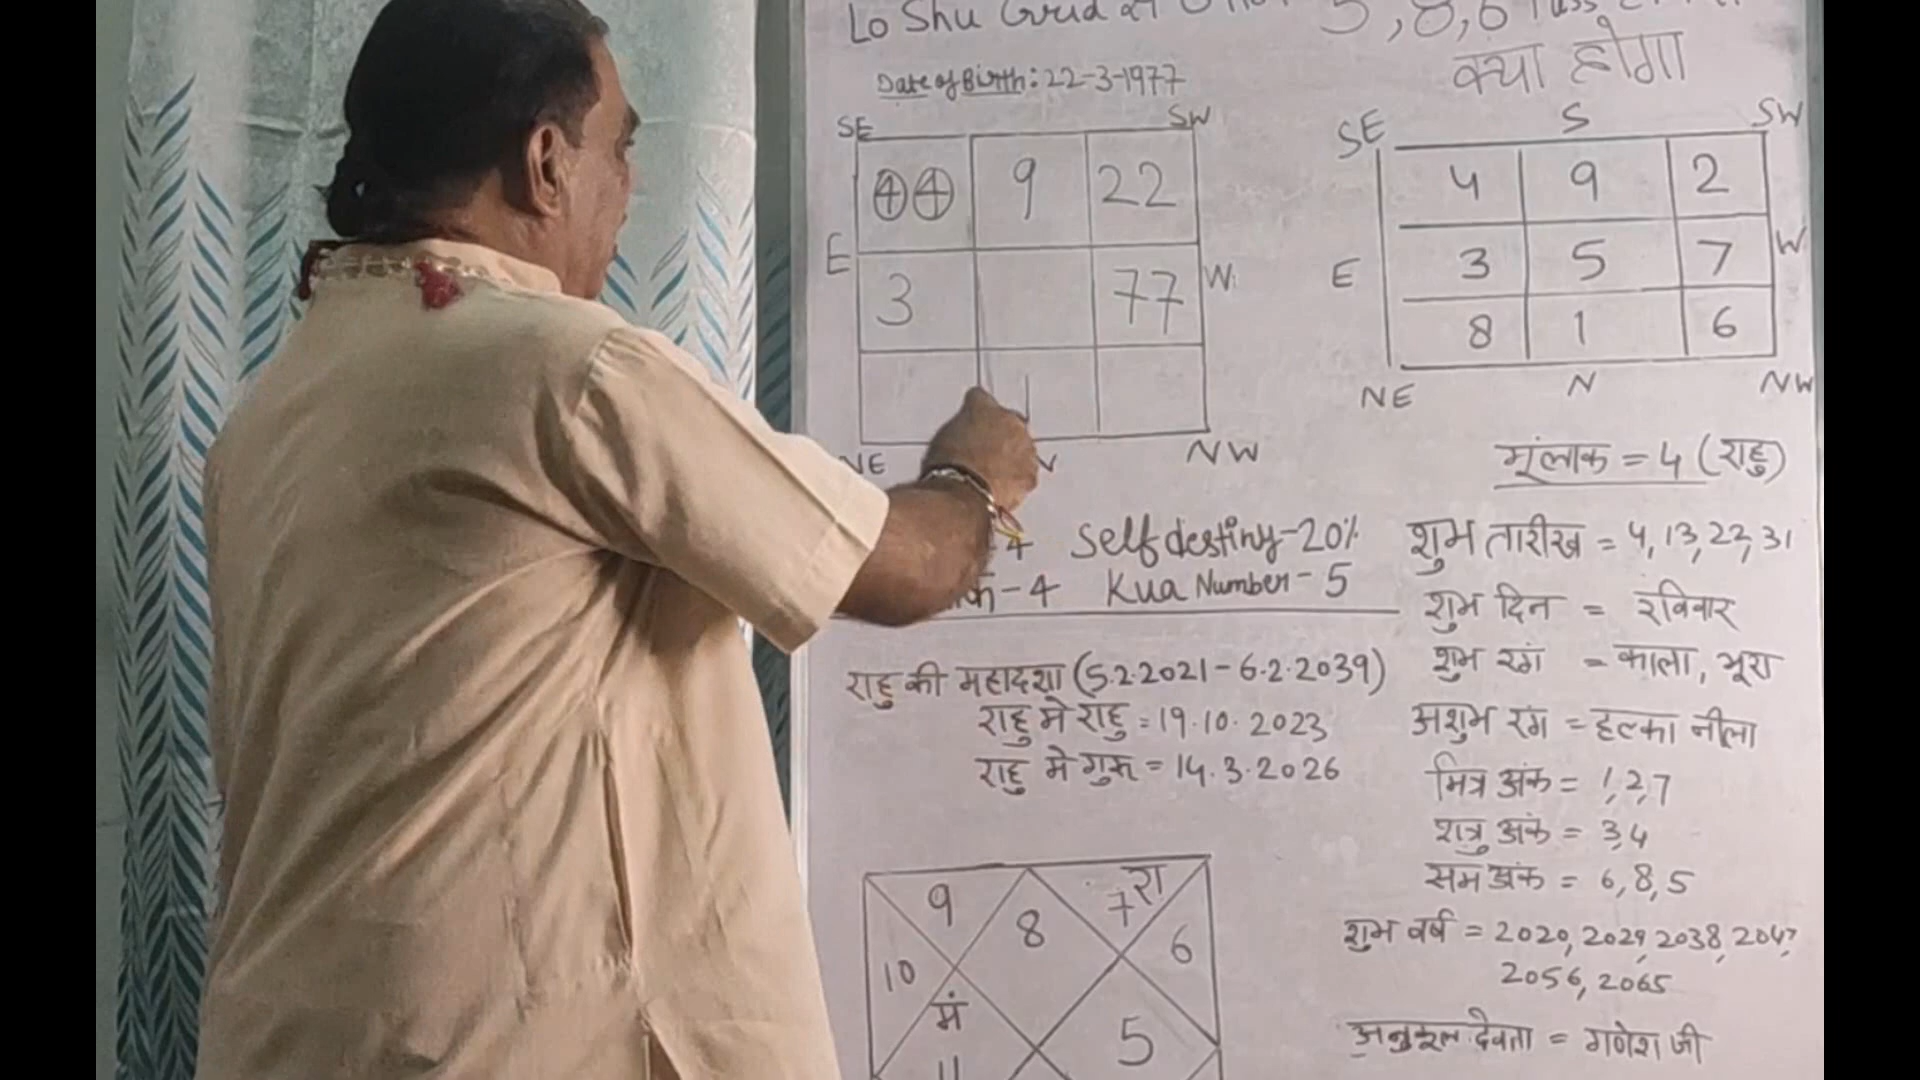 Lo Shu Grid 5,8,6
क्या होगा
Date of Birth: 22-3-1977
SE SW
④④ 9 22
E 3 77 W
1
NE N NW
4 Self destiny-20%
क-4 Kua Number-5
राहु की महादशा (5.2.2021-6.2.2039)
राहु मे राहु = 19.10.2023
राहु मे गुरू = 14.3.2026
9 8 7 रा
10 6
मं
11 5
SE S SW
4 9 2
E 3 5 7 W
8 1 6
NE N NW
मूंलाक = 4 (राहु)
शुभ तारीख = 4,13,22,31
शुभ दिन = रविवार
शुभ रंग = काला, भूरा
अशुभ रंग = हल्का नीला
मित्र अंक = 1,2,7
शत्रु अंक = 3,4
सम अंक = 6,8,5
शुभ वर्ष = 2020,2029,2038,2047,
2056,2065
अनुकूल देवता = गणेश जी